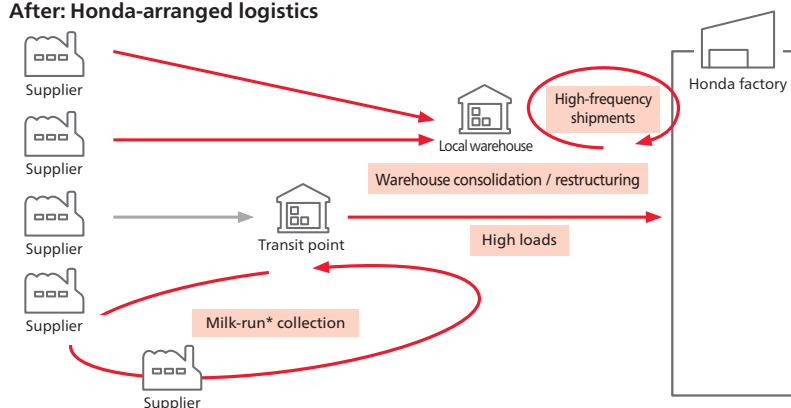 After: Honda-arranged logistics
Supplier
Honda factory
High-frequency
shipments
Local warehouse
Supplier
Warehouse consolidation / restructuring
Supplier
Transit point
High loads
Supplier
Milk-run* collection
Supplier